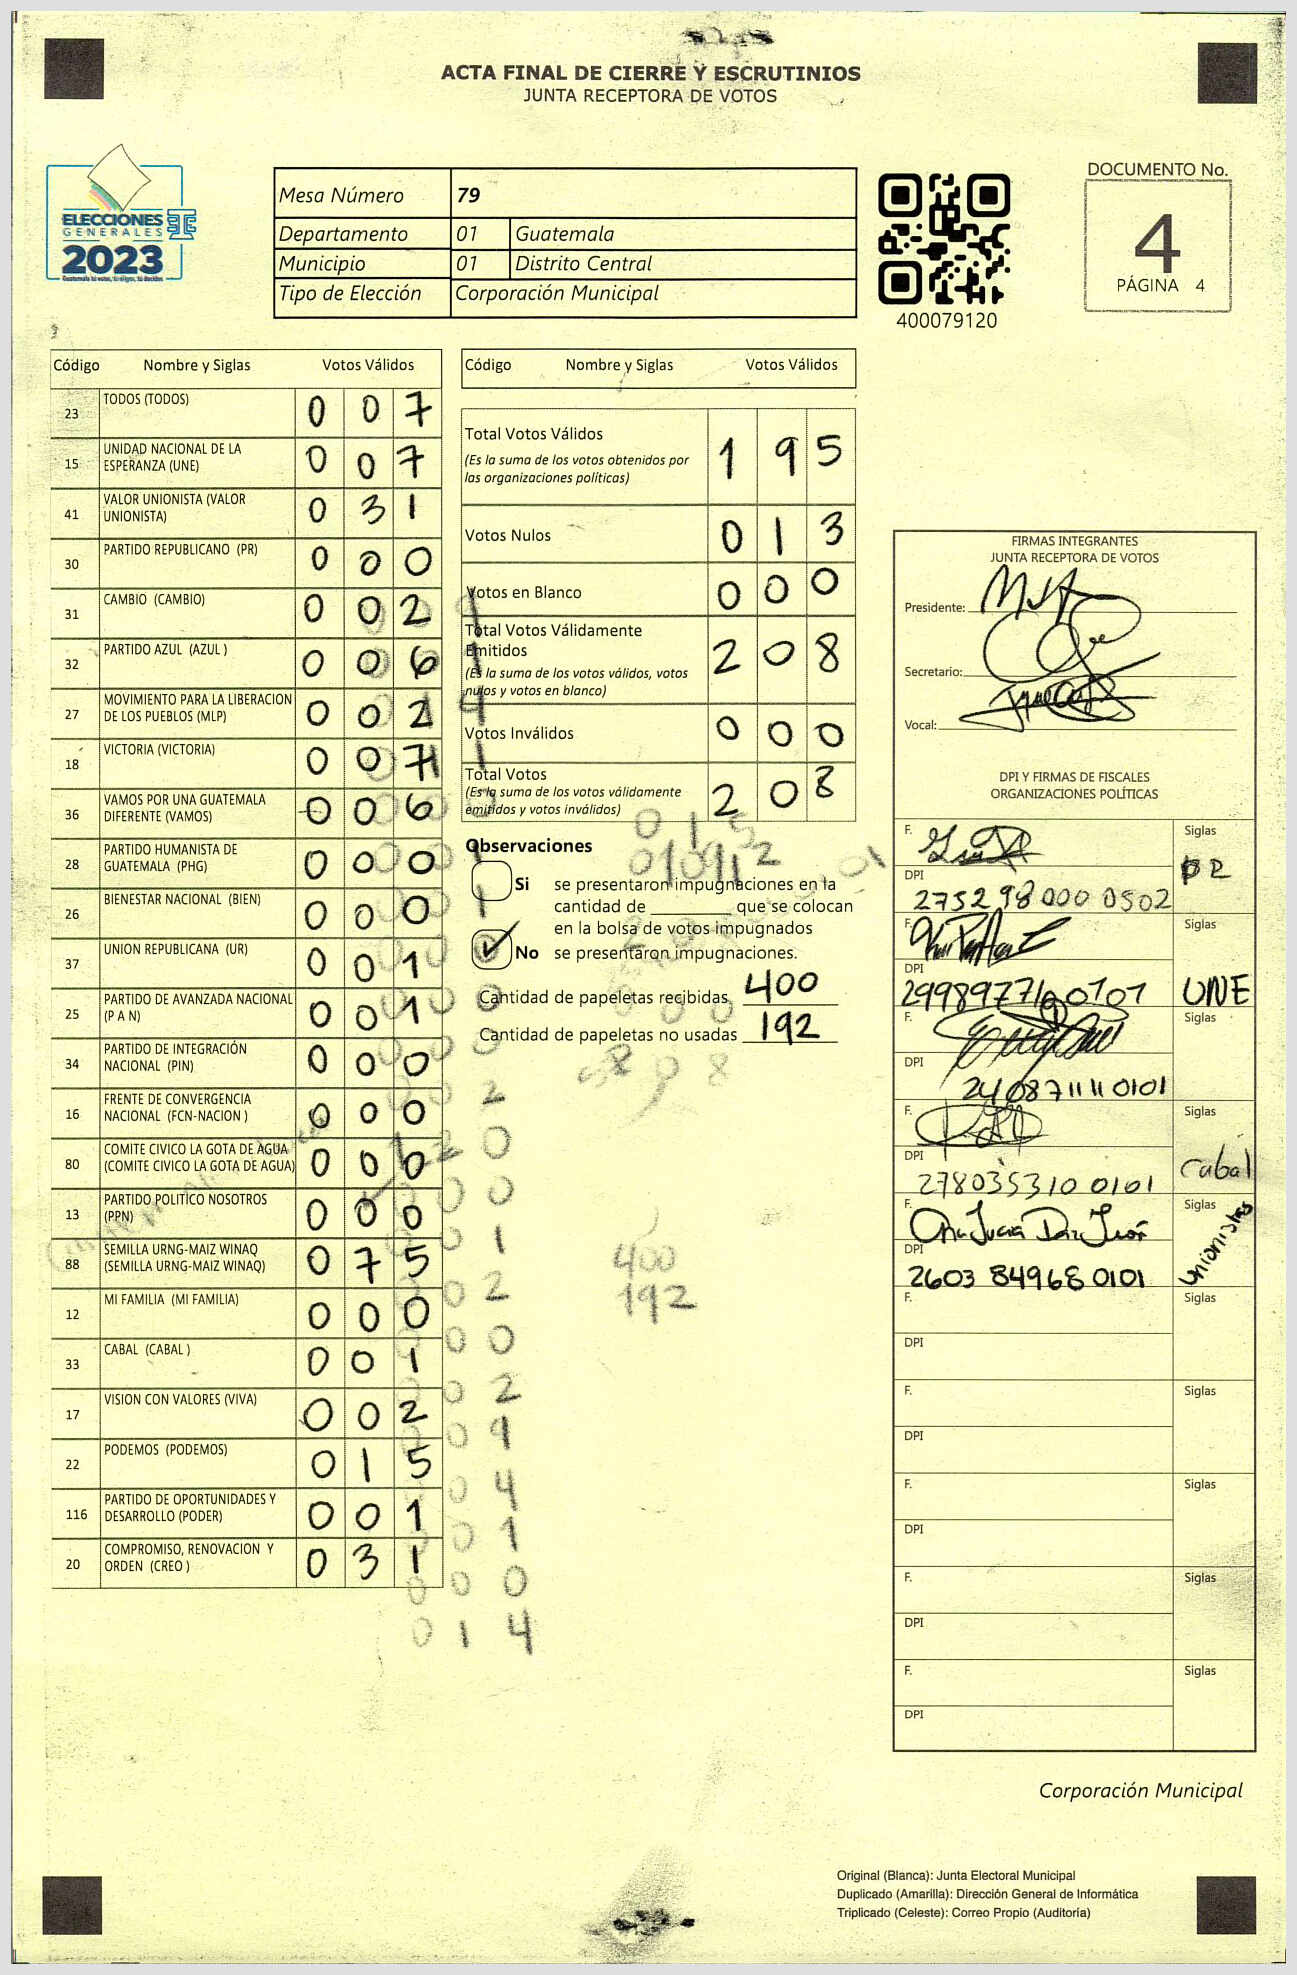 ACTA FINAL DE CIERRE Y ESCRUTINIOS
JUNTA RECEPTORA DE VOTOS
ELECCIONES
GENERALES
2023
Guatemala tú votas, tú eliges, tú decides
Mesa Número 79
Departamento 01 Guatemala
Municipio 01 Distrito Central
Tipo de Elección Corporación Municipal
400079120
DOCUMENTO No.
4
PÁGINA 4
Código Nombre y Siglas Votos Válidos
23 TODOS (TODOS) 0 0 7
15 UNIDAD NACIONAL DE LA
ESPERANZA (UNE) 0 0 7
41 VALOR UNIONISTA (VALOR
UNIONISTA) 0 3 1
30 PARTIDO REPUBLICANO (PR) 0 0 0
31 CAMBIO (CAMBIO) 0 0 2
32 PARTIDO AZUL (AZUL ) 0 0 6
27 MOVIMIENTO PARA LA LIBERACION
DE LOS PUEBLOS (MLP) 0 0 2
18 VICTORIA (VICTORIA) 0 0 7
36 VAMOS POR UNA GUATEMALA
DIFERENTE (VAMOS) 0 0 6
28 PARTIDO HUMANISTA DE
GUATEMALA (PHG) 0 0 0
26 BIENESTAR NACIONAL (BIEN) 0 0 0
37 UNION REPUBLICANA (UR) 0 0 1
25 PARTIDO DE AVANZADA NACIONAL
(P A N) 0 0 1
34 PARTIDO DE INTEGRACIÓN
NACIONAL (PIN) 0 0 0
16 FRENTE DE CONVERGENCIA
NACIONAL (FCN-NACION ) 0 0 0
80 COMITE CIVICO LA GOTA DE AGUA
(COMITE CIVICO LA GOTA DE AGUA) 0 0 0
13 PARTIDO POLITICO NOSOTROS
(PPN) 0 0 0
88 SEMILLA URNG-MAIZ WINAQ
(SEMILLA URNG-MAIZ WINAQ) 0 7 5
12 MI FAMILIA (MI FAMILIA) 0 0 0
33 CABAL (CABAL ) 0 0 1
17 VISION CON VALORES (VIVA) 0 0 2
22 PODEMOS (PODEMOS) 0 1 5
116 PARTIDO DE OPORTUNIDADES Y
DESARROLLO (PODER) 0 0 1
20 COMPROMISO, RENOVACION Y
ORDEN (CREO ) 0 3 1
Código Nombre y Siglas Votos Válidos
Total Votos Válidos 1 9 5
(Es la suma de los votos obtenidos por
las organizaciones políticas)
Votos Nulos 0 1 3
Votos en Blanco 0 0 0
Total Votos Válidamente
Emitidos 2 0 8
(Es la suma de los votos válidos, votos
nulos y votos en blanco)
Votos Inválidos 0 0 0
Total Votos 2 0 8
(Es la suma de los votos válidamente
emitidos y votos inválidos)
Observaciones
Si se presentaron impugnaciones en la
cantidad de ________ que se colocan
en la bolsa de votos impugnados
No se presentaron impugnaciones.
Cantidad de papeletas recibidas 400
Cantidad de papeletas no usadas 192
400
192
FIRMAS INTEGRANTES
JUNTA RECEPTORA DE VOTOS
Presidente:
Secretario:
Vocal:
DPI Y FIRMAS DE FISCALES
ORGANIZACIONES POLÍTICAS
F. Siglas
DPI
2752 98000 0502
F. Siglas
DPI UNE
F. Siglas
DPI
2408711110101
F. Siglas
DPI Cabal
278035310 0101
F. Siglas
DPI Unionistas
2603 84968 0101
F. Siglas
DPI
F. Siglas
DPI
F. Siglas
DPI
F. Siglas
DPI
F. Siglas
DPI
Corporación Municipal
Original (Blanca): Junta Electoral Municipal
Duplicado (Amarilla): Dirección General de Informática
Triplicado (Celeste): Correo Propio (Auditoría)